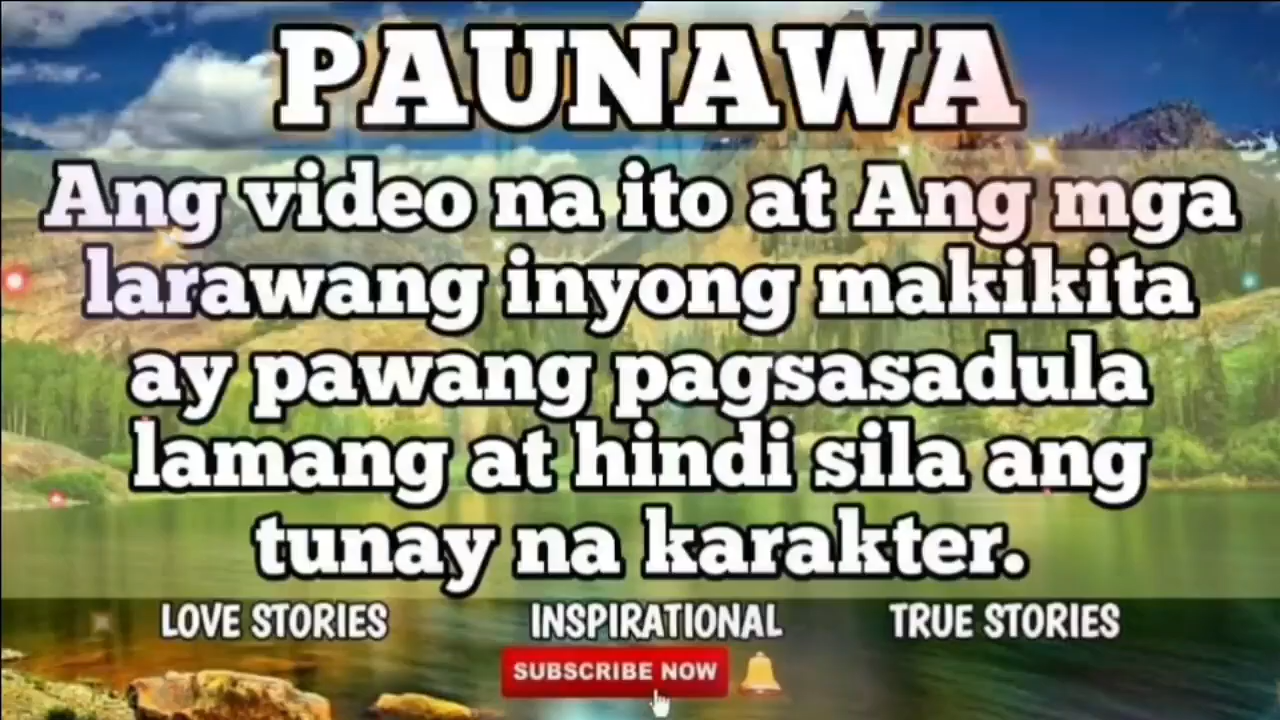 PAUNAWA
Ang video na ito at Ang mga
larawang inyong makikita
ay pawang pagsasadula
lamang at hindi sila ang
tunay na karakter.
LOVE STORIES INSPIRATIONAL TRUE STORIES
SUBSCRIBE NOW